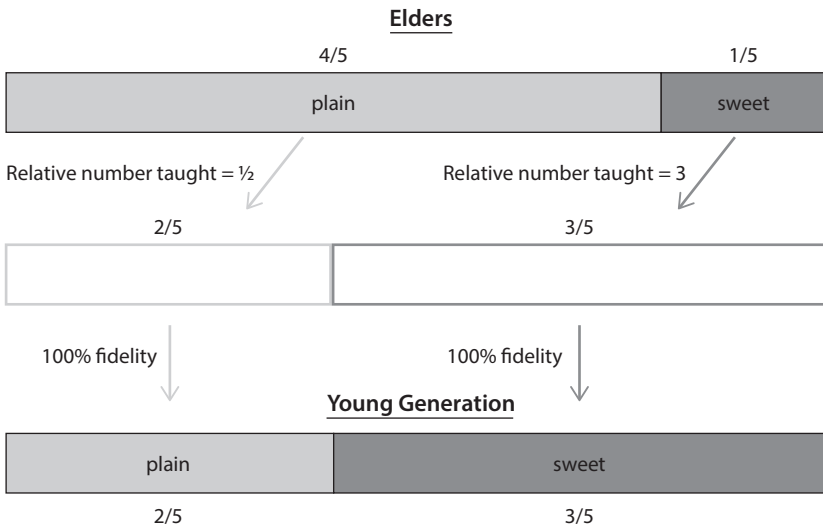 Elders
4/5 1/5
plain sweet
Relative number taught = ½ Relative number taught = 3
2/5 3/5
100% fidelity 100% fidelity
Young Generation
plain sweet
2/5 3/5